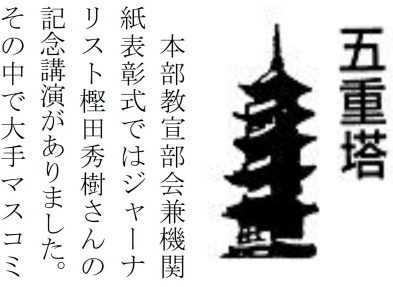 五重塔
本部教宣部会兼機関
紙表彰式ではジャーナ
リスト樫田秀樹さんの
記念講演がありました。
その中で大手マスコミ